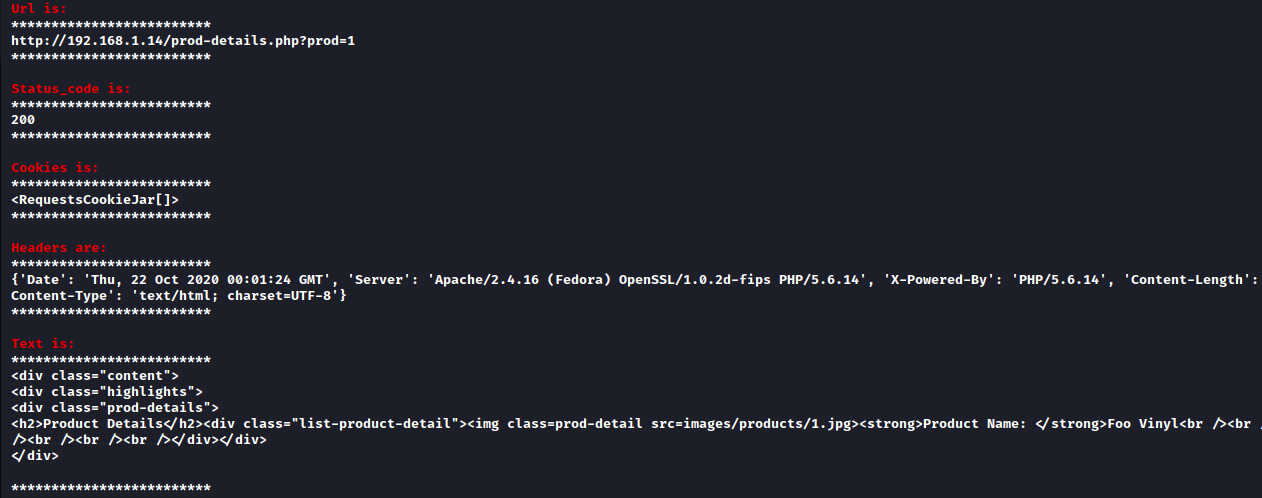 Url is:
*************************
http://192.168.1.14/prod-details.php?prod=1
*************************
Status_code is:
*************************
200
*************************
Cookies is:
*************************
<RequestsCookieJar[]>
*************************
Headers are:
*************************
{'Date': 'Thu, 22 Oct 2020 00:01:24 GMT', 'Server': 'Apache/2.4.16 (Fedora) OpenSSL/1.0.2d-fips PHP/5.6.14', 'X-Powered-By': 'PHP/5.6.14', 'Content-Length':
Content-Type': 'text/html; charset=UTF-8'}
*************************
Text is:
*************************
<div class="content">
<div class="highlights">
<div class="prod-details">
<h2>Product Details</h2><div class="list-product-detail"><img class=prod-detail src=images/products/1.jpg><strong>Product Name: </strong>Foo Vinyl<br /><br /
/><br /><br /><br /></div></div>
</div>
*************************